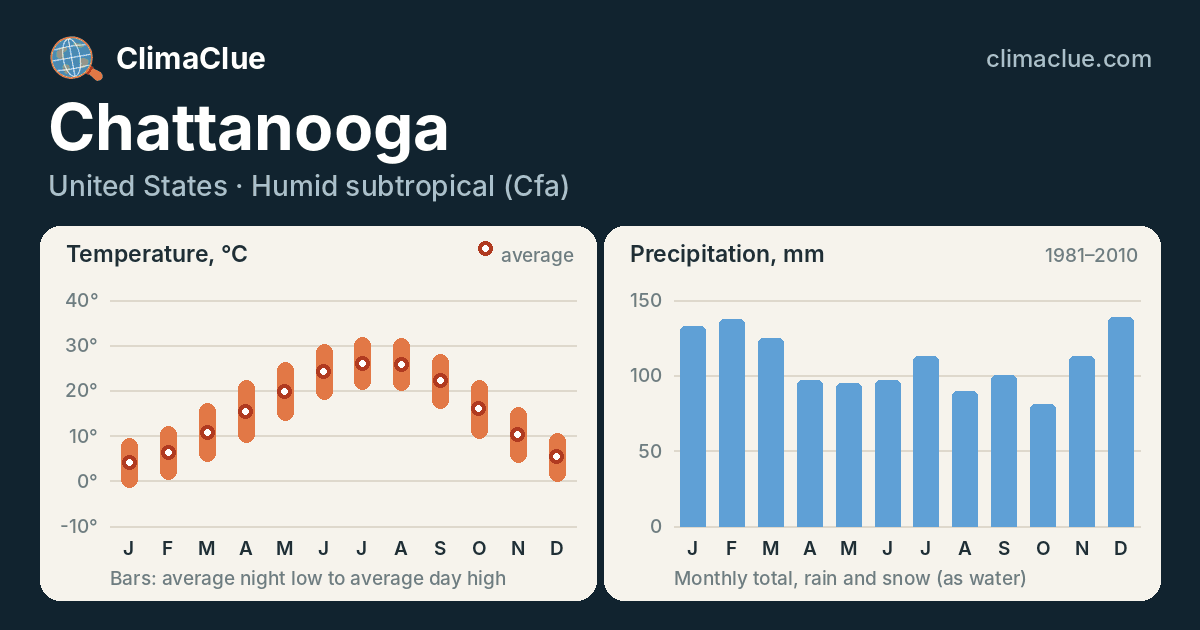 ClimaClue
climaclue.com
Chattanooga
United States · Humid subtropical (Cfa)
Temperature, °C
average
40°
30°
20°
10°
0°
-10°
J F M A M J J A S O N D
Bars: average night low to average day high
Precipitation, mm
1981–2010
150
100
50
0
J F M A M J J A S O N D
Monthly total, rain and snow (as water)